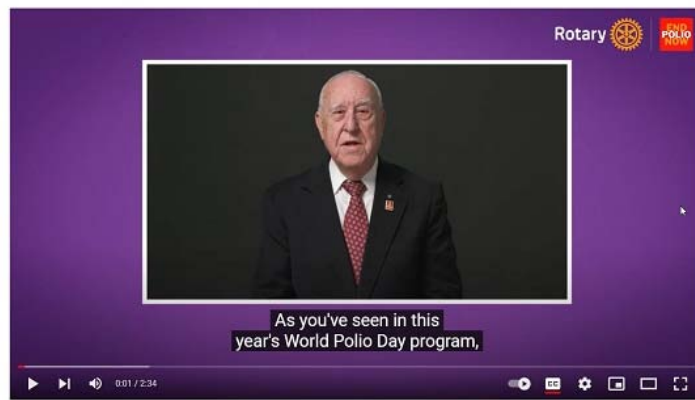 Rotary
END
POLIO
NOW
As you've seen in this
year's World Polio Day program,
0:01 / 2:34
CC